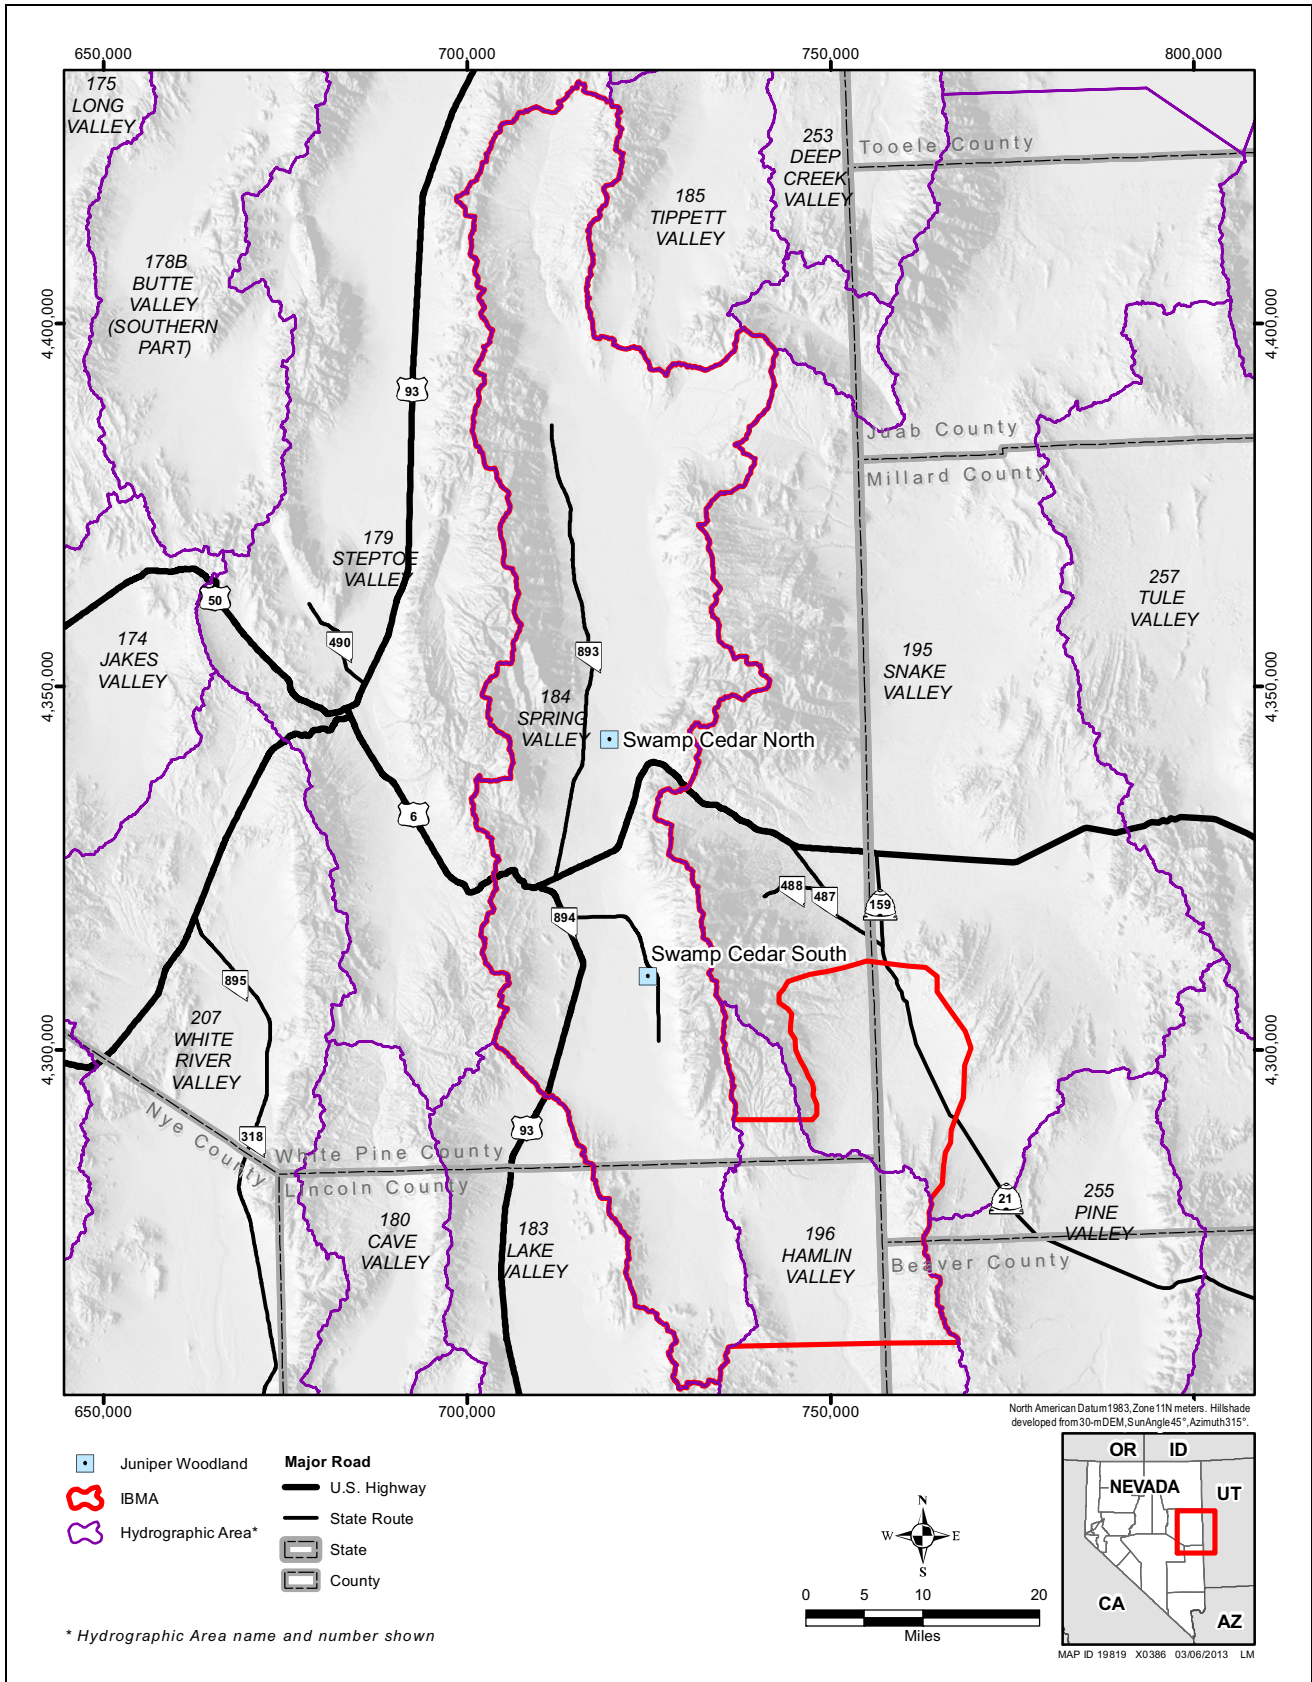 650,000
700,000
750,000
800,000
175
LONG
VALLEY
253
DEEP
CREEK
VALLEY
Tooele County
185
TIPPETT
VALLEY
178B
BUTTE
VALLEY
(SOUTHERN
PART)
4,400,000
4,400,000
93
Juab County
Millard County
179
STEPTOE
VALLEY
257
TULE
VALLEY
50
174
JAKES
VALLEY
490
893
195
SNAKE
VALLEY
4,350,000
4,350,000
184
SPRING
VALLEY
Swamp Cedar North
6
488
487
159
894
Swamp Cedar South
895
207
WHITE
RIVER
VALLEY
4,300,000
4,300,000
Nye County
318
93
White Pine County
Lincoln County
21
255
PINE
VALLEY
180
CAVE
VALLEY
183
LAKE
VALLEY
196
HAMLIN
VALLEY
Beaver County
650,000
700,000
750,000
North American Datum 1983, Zone 11N meters. Hillshade
developed from 30-m DEM, Sun Angle 45°, Azimuth 315°.
Juniper Woodland
IBMA
Hydrographic Area*
Major Road
U.S. Highway
State Route
State
County
* Hydrographic Area name and number shown
N
W
E
S
0
5
10
20
Miles
OR
ID
NEVADA
UT
CA
AZ
MAP ID 19819 X0386 03/06/2013 LM